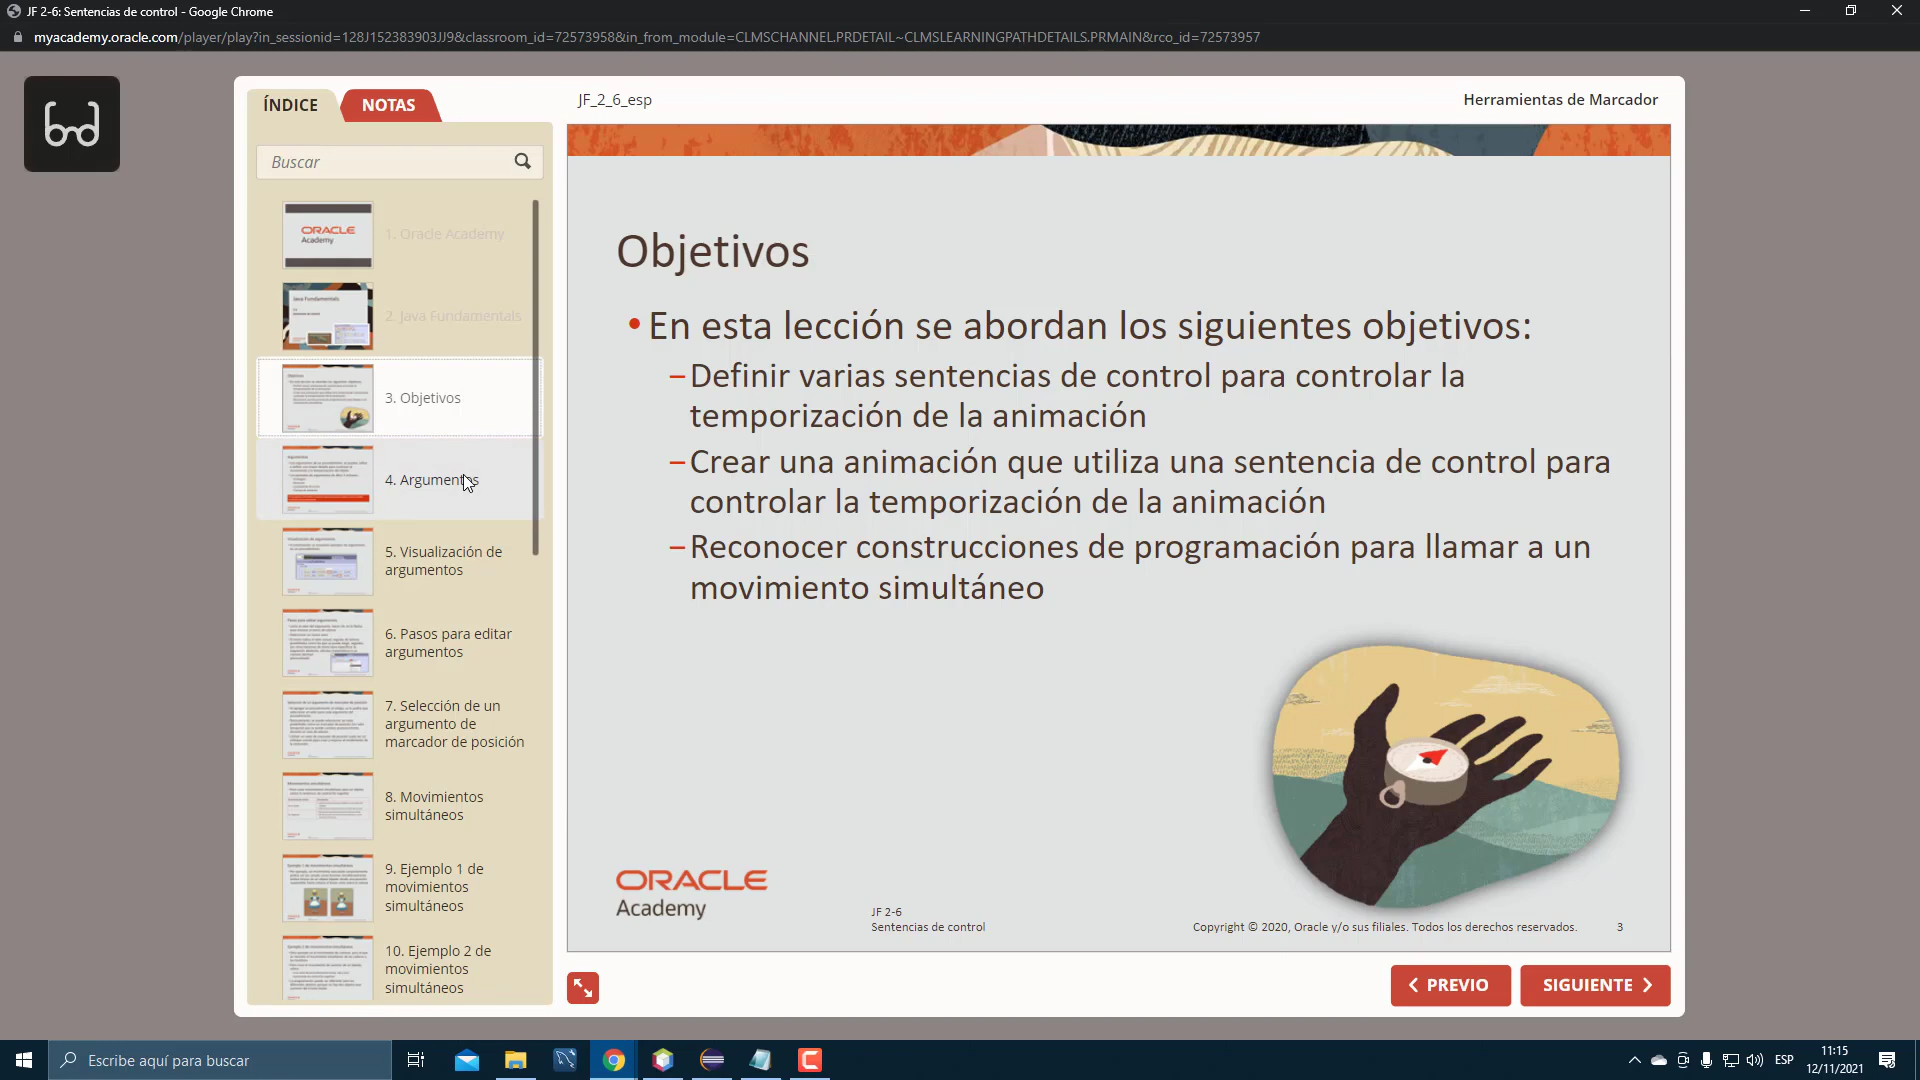 JF 2-6: Sentencias de control - Google Chrome
myacademy.oracle.com/player/play?in_sessionid=128J152383903JJ9&classroom_id=72573958&in_from_module=CLMSCHANNEL.PRDETAIL~CLMSLEARNINGPATHDETAILS.PRMAIN&rco_id=72573957
ÍNDICE
NOTAS
JF_2_6_esp
Herramientas de Marcador
Buscar
ORACLE
Academy
1. Oracle Academy
Java Fundamentals
2. Java Fundamentals
3. Objetivos
4. Argumentos
5. Visualización de
argumentos
6. Pasos para editar
argumentos
7. Selección de un
argumento de
marcador de posición
8. Movimientos
simultáneos
9. Ejemplo 1 de
movimientos
simultáneos
10. Ejemplo 2 de
movimientos
simultáneos
Objetivos
• En esta lección se abordan los siguientes objetivos:
–Definir varias sentencias de control para controlar la
temporización de la animación
–Crear una animación que utiliza una sentencia de control para
controlar la temporización de la animación
–Reconocer construcciones de programación para llamar a un
movimiento simultáneo
ORACLE
Academy
JF 2-6
Sentencias de control
Copyright © 2020, Oracle y/o sus filiales. Todos los derechos reservados.
3
PREVIO
SIGUIENTE
Escribe aquí para buscar
ESP
11:15
12/11/2021